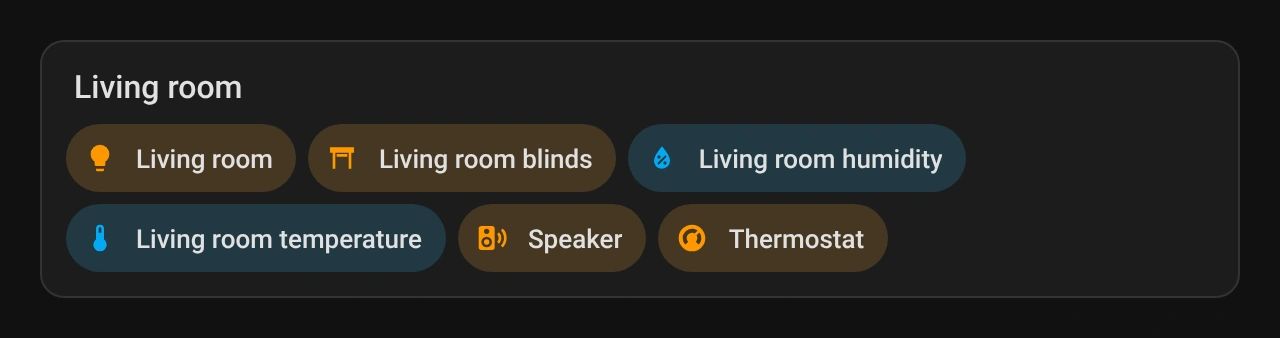 Living room
Living room Living room blinds Living room humidity
Living room temperature Speaker Thermostat